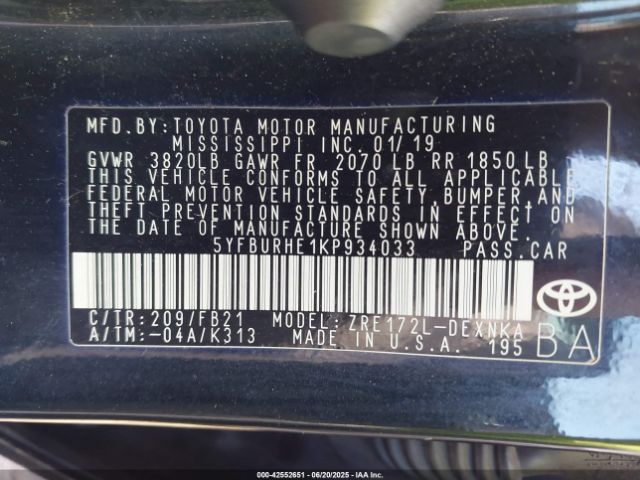 MFD.BY:TOYOTA MOTOR MANUFACTURING
MISSISSIPPI INC.01/19
GVWR 3820LB GAWR FR 2070 LB RR 1850 LB
THIS VEHICLE CONFORMS TO ALL APPLICABLE
FEDERAL MOTOR VEHICLE SAFETY,BUMPER,AND
THEFT PREVENTION STANDARDS IN EFFECT ON
THE DATE OF MANUFACTURE SHOWN ABOVE.
5YFBURHE1KP934033 PASS.CAR
C/TR:209/FB21 MODEL:ZRE172L-DEXNKA
A/TM:-04A/K313 MADE IN U.S.A. 195 BA
000-42552651 - 06/20/2025 - IAA Inc.